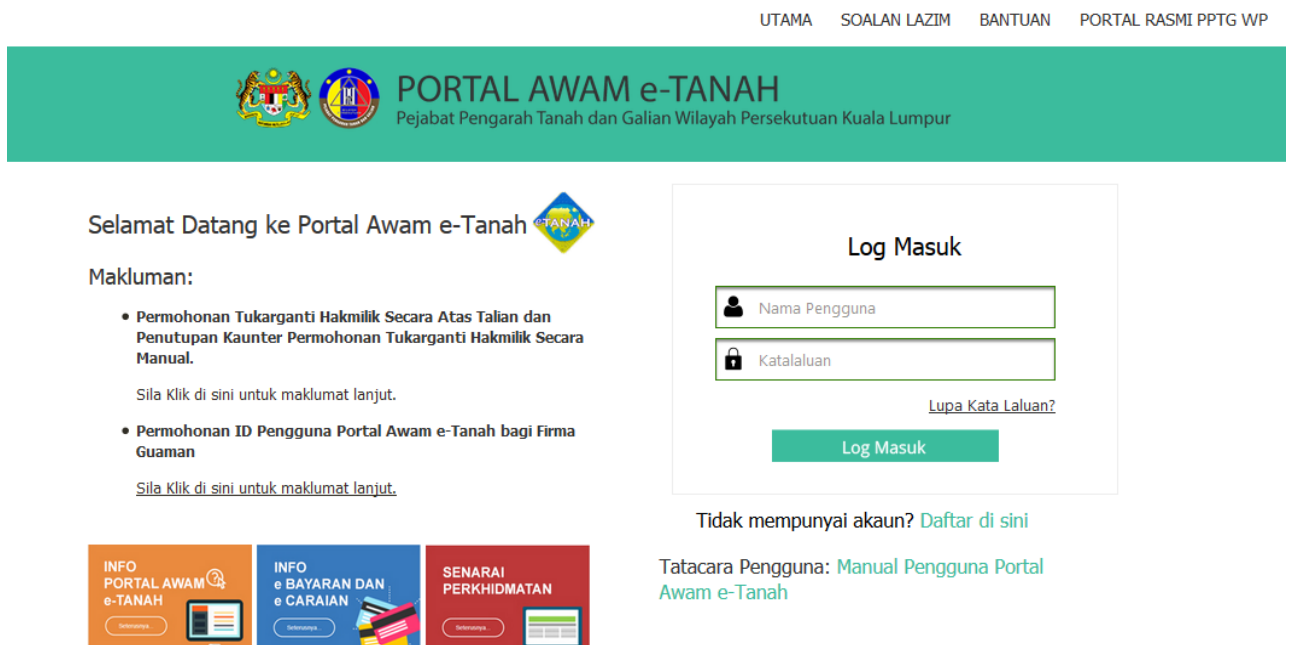 UTAMA SOALAN LAZIM BANTUAN PORTAL RASMI PPTG WP
PORTAL AWAM e-TANAH
Pejabat Pengarah Tanah dan Galian Wilayah Persekutuan Kuala Lumpur
Selamat Datang ke Portal Awam e-Tanah
eTANAH
Makluman:
• Permohonan Tukarganti Hakmilik Secara Atas Talian dan
Penutupan Kaunter Permohonan Tukarganti Hakmilik Secara
Manual.
Sila Klik di sini untuk maklumat lanjut.
• Permohonan ID Pengguna Portal Awam e-Tanah bagi Firma
Guaman
Sila Klik di sini untuk maklumat lanjut.
INFO
PORTAL AWAM
e-TANAH
Seterusnya...
INFO
e BAYARAN DAN
e CARAIAN
Seterusnya...
SENARAI
PERKHIDMATAN
Seterusnya...
Log Masuk
Nama Pengguna
Katalaluan
Lupa Kata Laluan?
Log Masuk
Tidak mempunyai akaun? Daftar di sini
Tatacara Pengguna: Manual Pengguna Portal
Awam e-Tanah